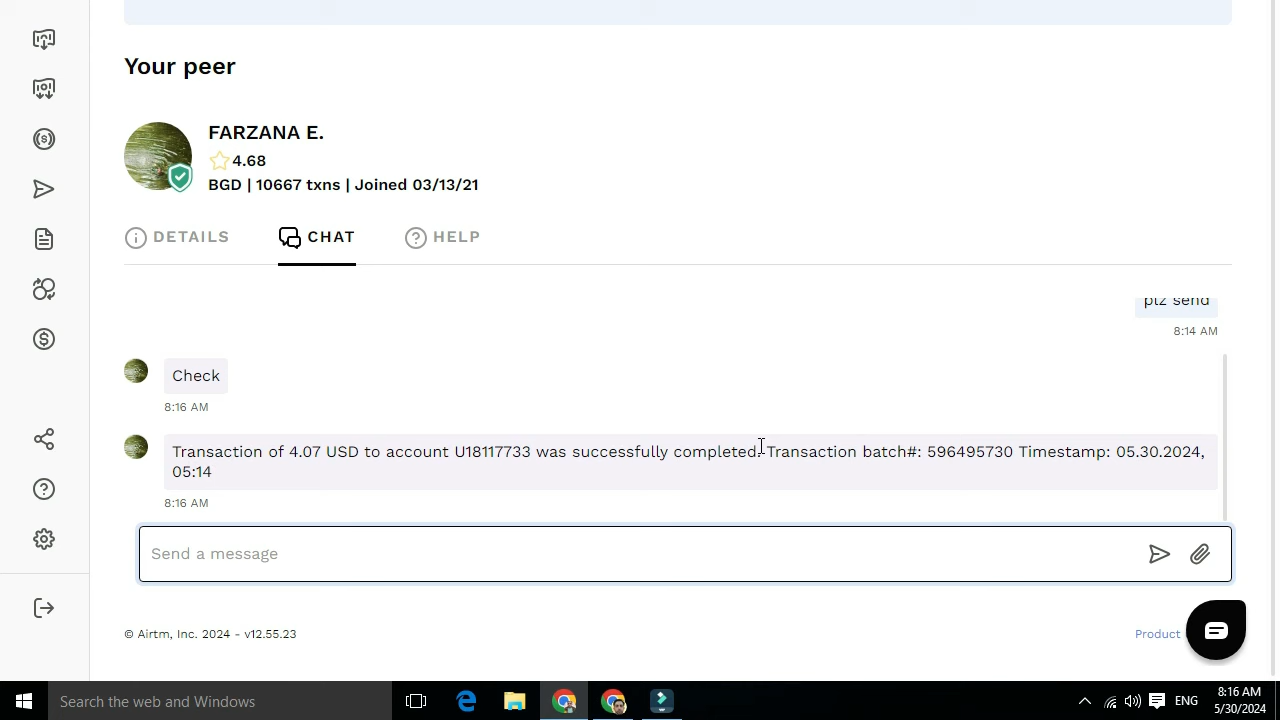 Your peer
FARZANA E.
4.68
BGD | 10667 txns | Joined 03/13/21
DETAILS
CHAT
HELP
plz send
8:14 AM
Check
8:16 AM
Transaction of 4.07 USD to account U18117733 was successfully completed. Transaction batch#: 596495730 Timestamp: 05.30.2024,
05:14
8:16 AM
Send a message
© Airtm, Inc. 2024 - v12.55.23
Product
Search the web and Windows
ENG
8:16 AM
5/30/2024